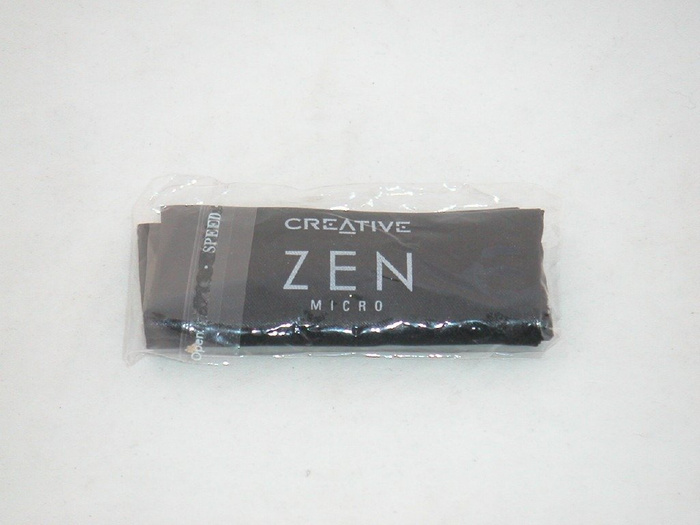 CREATIVE
ZEN
MICRO
Open
SPEED